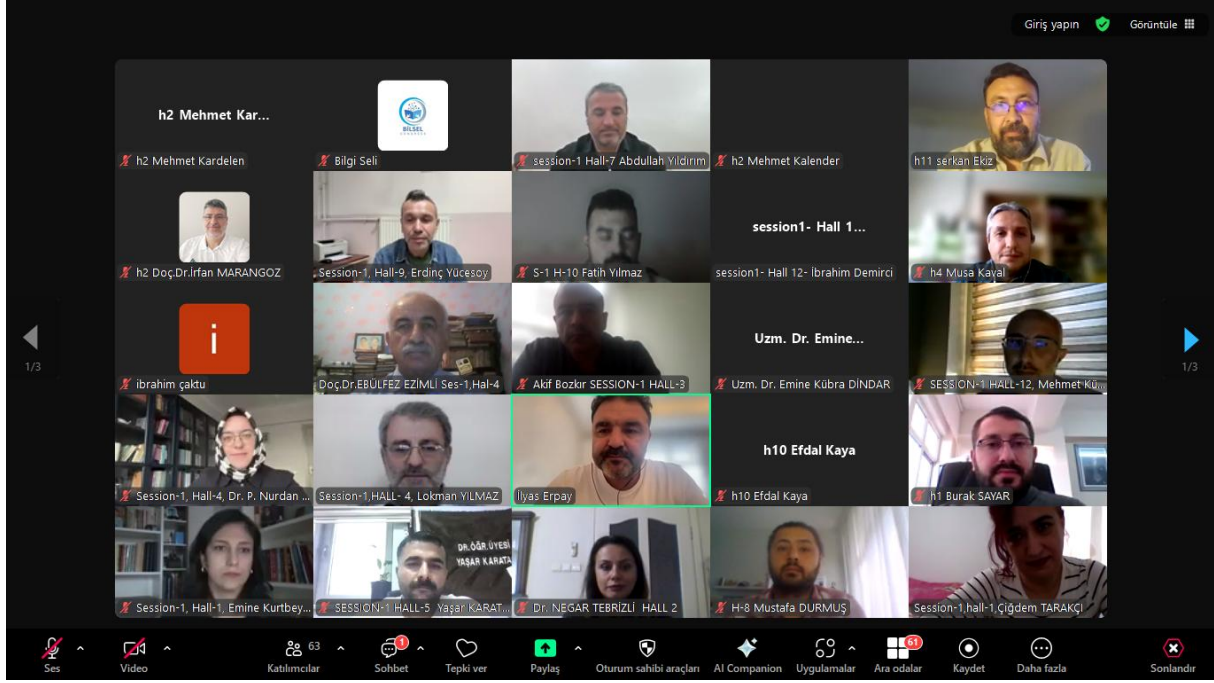 Giriş yapın
Görüntüle
h2 Mehmet Kar...
h2 Mehmet Kardelen
BİLSEL
Bilgi Seli
session-1 Hall-7 Abdullah Yıldırım
h2 Mehmet Kalender
h11 serkan Ekiz
h2 Doç.Dr.İrfan MARANGOZ
Session-1, Hall-9, Erdinç Yücesoy
S-1 H-10 Fatih Yılmaz
session1- Hall 1...
session1- Hall 12- İbrahim Demirci
h4 Musa Kaval
1/3
i
ibrahim çaktu
Doç.Dr.EBÜLFEZ EZİMLİ Ses-1,Hal-4
Akif Bozkır SESSION-1 HALL-3
Uzm. Dr. Emine...
Uzm. Dr. Emine Kübra DİNDAR
SESSION-1 HALL-12, Mehmet Kü...
1/3
Session-1, Hall-4, Dr. P. Nurdan ...
Session-1,HALL- 4, Lokman YILMAZ
İlyas Erpay
h10 Efdal Kaya
h10 Efdal Kaya
h1 Burak SAYAR
Session-1, Hall-1, Emine Kurtbey...
DR.ÖĞR.ÜYESİ
YAŞAR KARATA
SESSION-1 HALL-5 Yaşar KARAT...
Dr. NEGAR TEBRİZLİ HALL 2
H-8 Mustafa DURMUŞ
Session-1,hall-1,Çiğdem TARAKÇI
Ses
Video
63
Katılımcılar
1
Sohbet
Tepki ver
Paylaş
Oturum sahibi araçları
AI Companion
Uygulamalar
61
Ara odalar
Kaydet
Daha fazla
Sonlandır